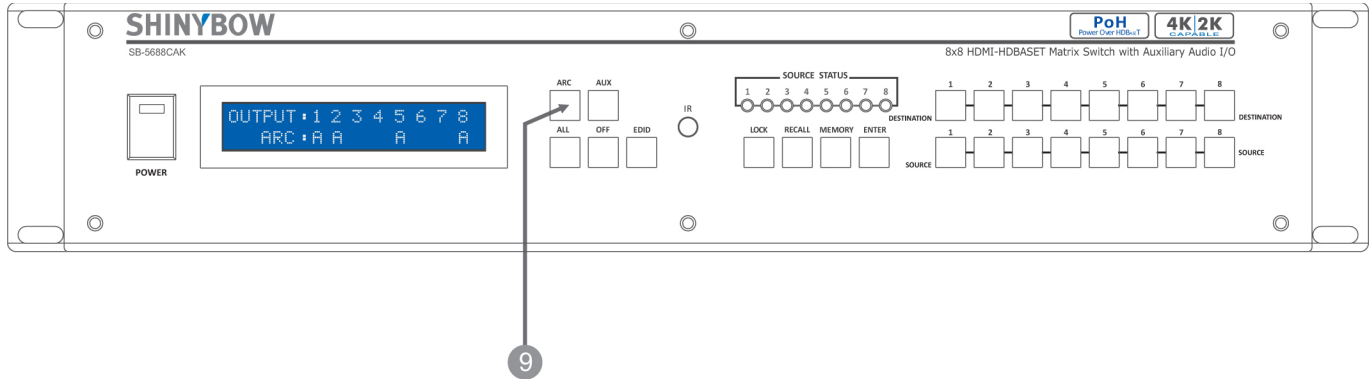 SHINYBOW
PoH
Power Over HDBaseT
4K|2K
CAPABLE
SB-5688CAK
8x8 HDMI-HDBASET Matrix Switch with Auxiliary Audio I/O
POWER
OUTPUT:1 2 3 4 5 6 7 8
ARC:A A A A
ARC AUX
ALL OFF EDID
IR
SOURCE STATUS
1 2 3 4 5 6 7 8
LOCK RECALL MEMORY ENTER
1 2 3 4 5 6 7 8
DESTINATION DESTINATION
1 2 3 4 5 6 7 8
SOURCE SOURCE
9